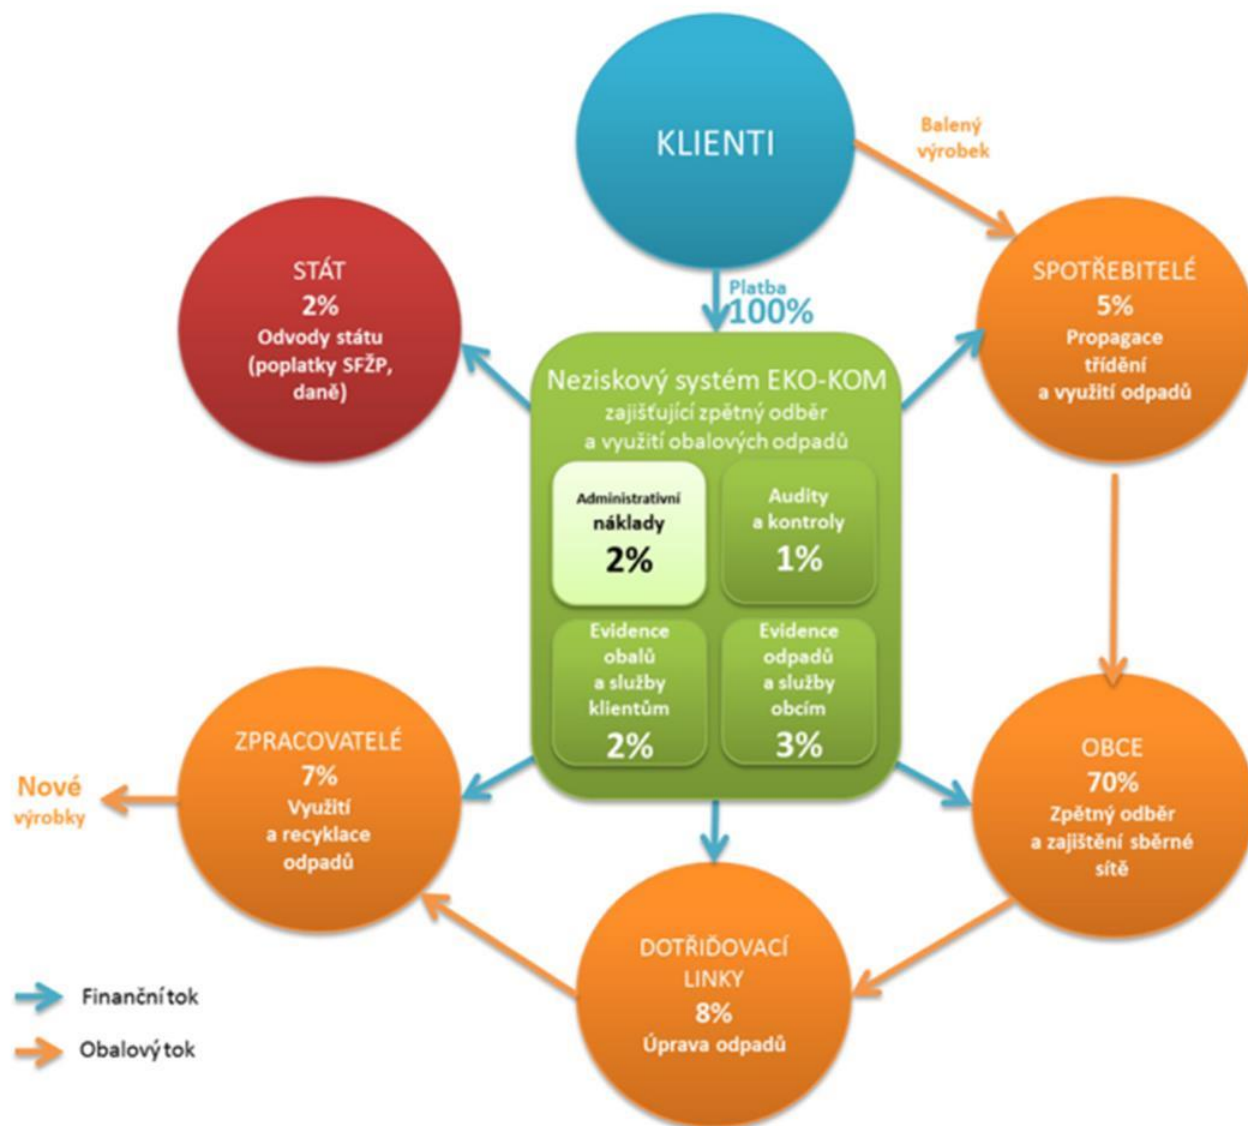 KLIENTI
Balený
výrobek
Platba
100%
STÁT
2%
Odvody státu
(poplatky SFŽP,
daně)
SPOTŘEBITELÉ
5%
Propagace
třídění
a využití odpadů
Neziskový systém EKO-KOM
zajišťující zpětný odběr
a využití obalových odpadů
Administrativní
náklady
2%
Audity
a kontroly
1%
Evidence
obalů
a služby
klientům
2%
Evidence
odpadů
a služby
obcím
3%
ZPRACOVATELÉ
7%
Využití
a recyklace
odpadů
Nové
výrobky
OBCE
70%
Zpětný odběr
a zajištění sběrné
sítě
DOTŘIĎOVACÍ
LINKY
8%
Úprava odpadů
Finanční tok
Obalový tok